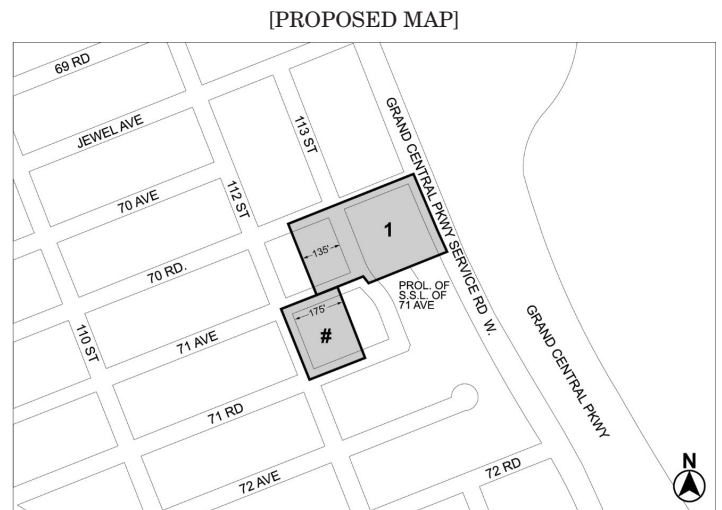 [PROPOSED MAP]
69 RD
JEWEL AVE
70 AVE
70 RD.
71 AVE
71 RD
72 AVE
110 ST
112 ST
113 ST
GRAND CENTRAL PKWY SERVICE RD W.
135'
1
PROL. OF
S.S.L. OF
71 AVE
175'
#
GRAND CENTRAL PKWY
72 RD
N